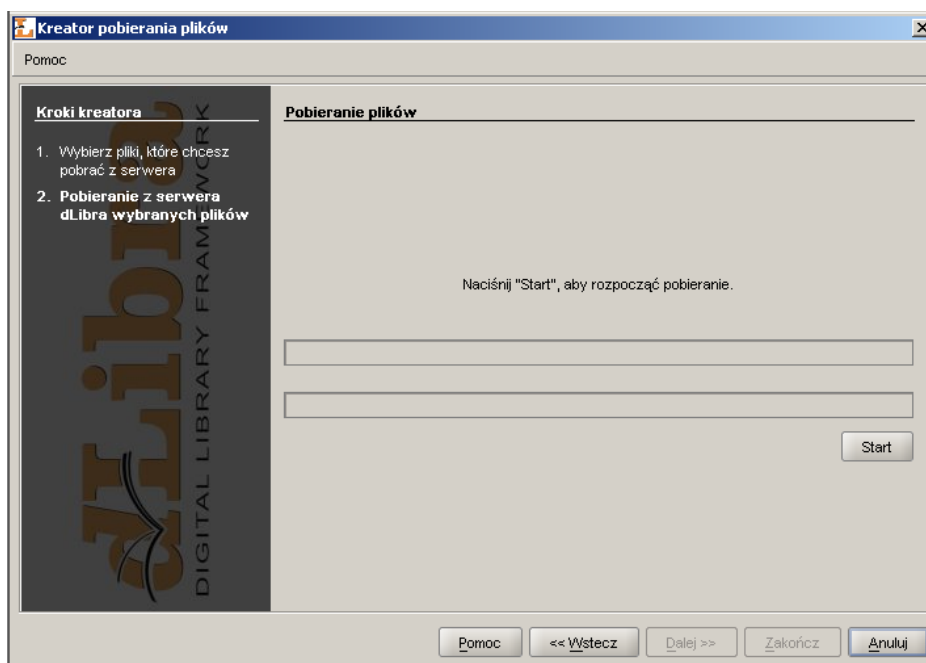 Kreator pobierania plików
Pomoc
Kroki kreatora
1. Wybierz pliki, które chcesz
pobrać z serwera
2. Pobieranie z serwera
dLibra wybranych plików
dLibra
DIGITAL LIBRARY FRAMEWORK
Pobieranie plików
Naciśnij "Start", aby rozpocząć pobieranie.
Start
Pomoc
<< Wstecz
Dalej >>
Zakończ
Anuluj